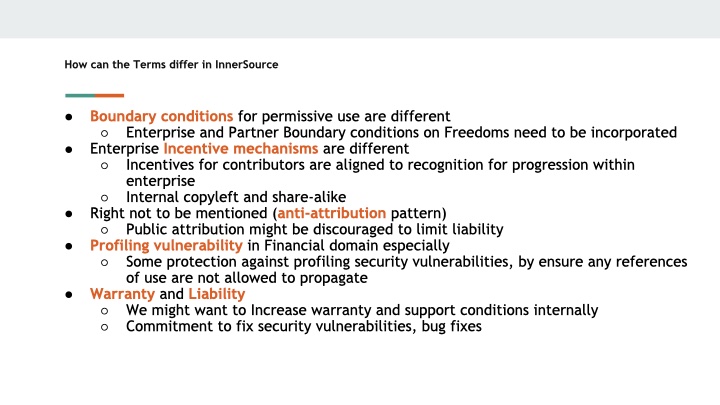 How can the Terms differ in InnerSource
● Boundary conditions for permissive use are different
○ Enterprise and Partner Boundary conditions on Freedoms need to be incorporated
● Enterprise Incentive mechanisms are different
○ Incentives for contributors are aligned to recognition for progression within
enterprise
○ Internal copyleft and share-alike
● Right not to be mentioned (anti-attribution pattern)
○ Public attribution might be discouraged to limit liability
● Profiling vulnerability in Financial domain especially
○ Some protection against profiling security vulnerabilities, by ensure any references
of use are not allowed to propagate
● Warranty and Liability
○ We might want to Increase warranty and support conditions internally
○ Commitment to fix security vulnerabilities, bug fixes